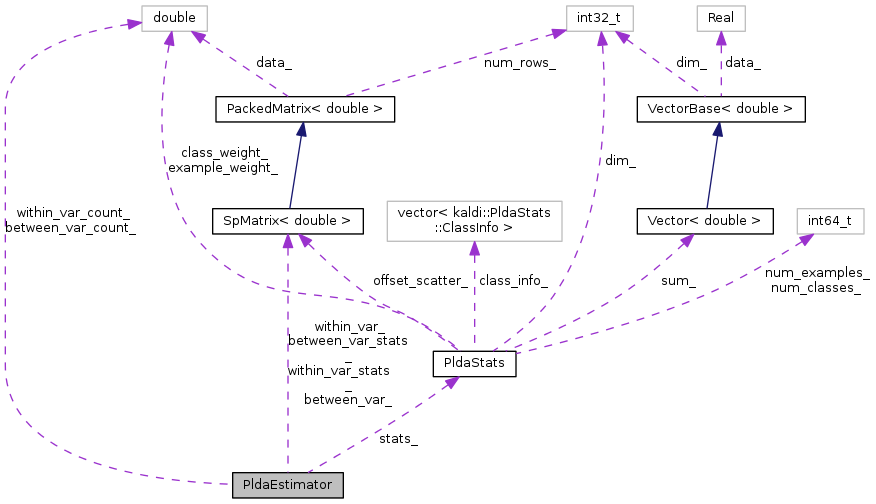 double
int32_t
Real
data_
num_rows_
dim_
data_
PackedMatrix< double >
VectorBase< double >
class_weight_
example_weight_
dim_
within_var_count_
between_var_count_
SpMatrix< double >
vector< kaldi::PldaStats
::ClassInfo >
Vector< double >
int64_t
offset_scatter_
class_info_
sum_
num_examples_
num_classes_
within_var_
between_var_stats
_
within_var_stats
_
between_var_
PldaStats
stats_
PldaEstimator